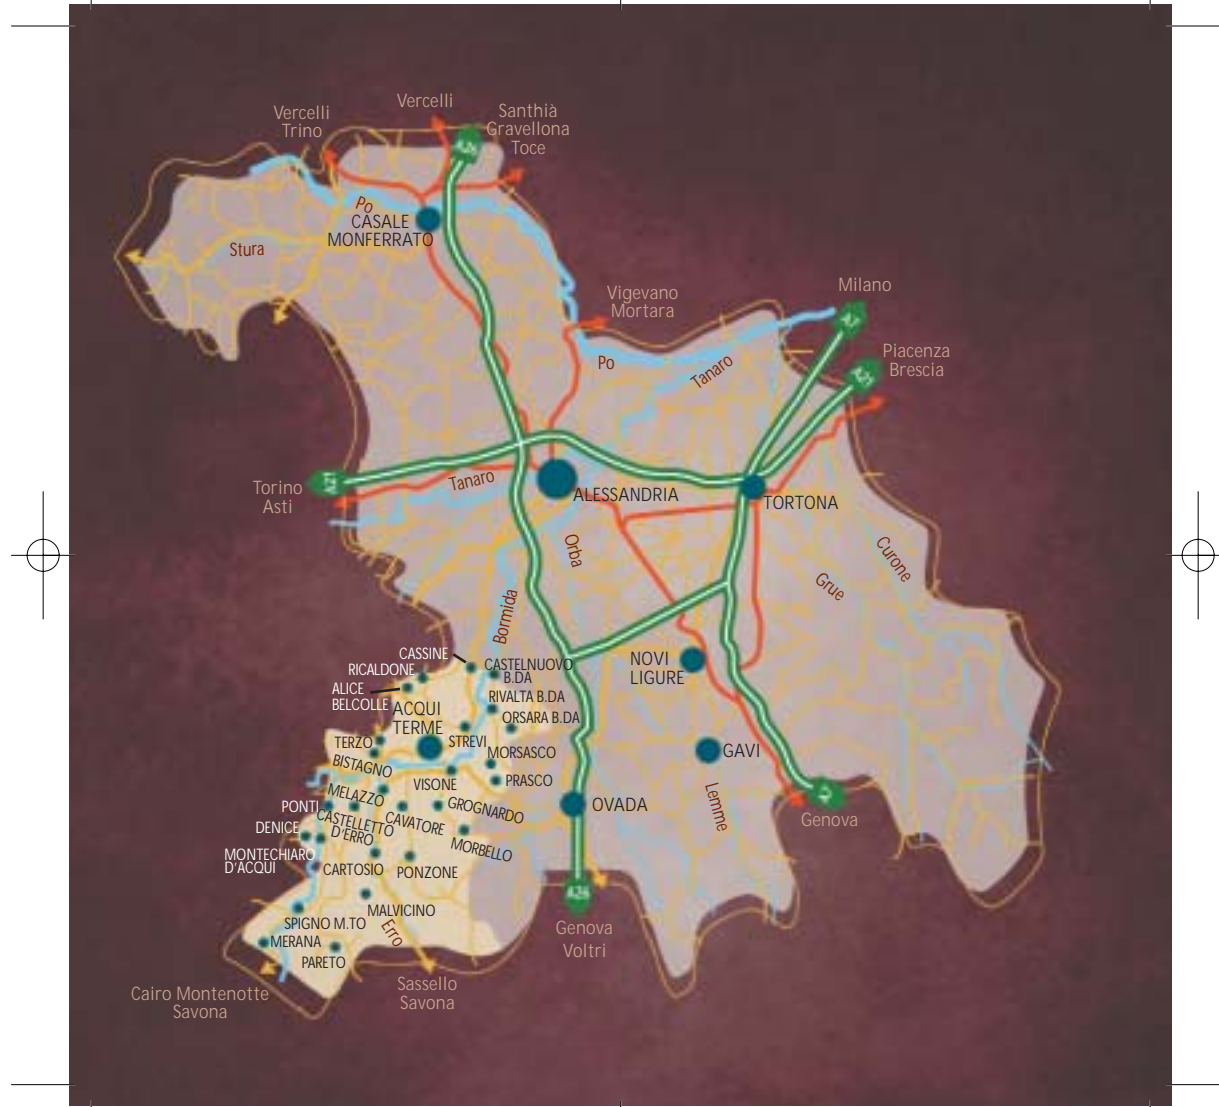 Vercelli
Vercelli
Trino
Santhià
Gravellona
Toce
A26
Po
CASALE
MONFERRATO
Stura
Milano
Vigevano
Mortara
A7
Piacenza
Brescia
Po
Tanaro
A21
Torino
Asti
A21
Tanaro
ALESSANDRIA
TORTONA
Orba
Curone
Grue
Bormida
CASSINE
CASTELNUOVO
B.DA
RICALDONE
NOVI
LIGURE
ALICE
BELCOLLE
RIVALTA B.DA
ACQUI
TERME
ORSARA B.DA
TERZO
STREVI
MORSASCO
GAVI
BISTAGNO
VISONE
PRASCO
MELAZZO
PONTI
GROGNARDO
OVADA
Lemme
A7
Genova
CASTELLETTO
D'ERRO
CAVATORE
DENICE
MORBELLO
MONTECHIARO
D'ACQUI
CARTOSIO
PONZONE
A26
MALVICINO
SPIGNO M.TO
Erro
Genova
Voltri
MERANA
PARETO
Cairo Montenotte
Savona
Sassello
Savona